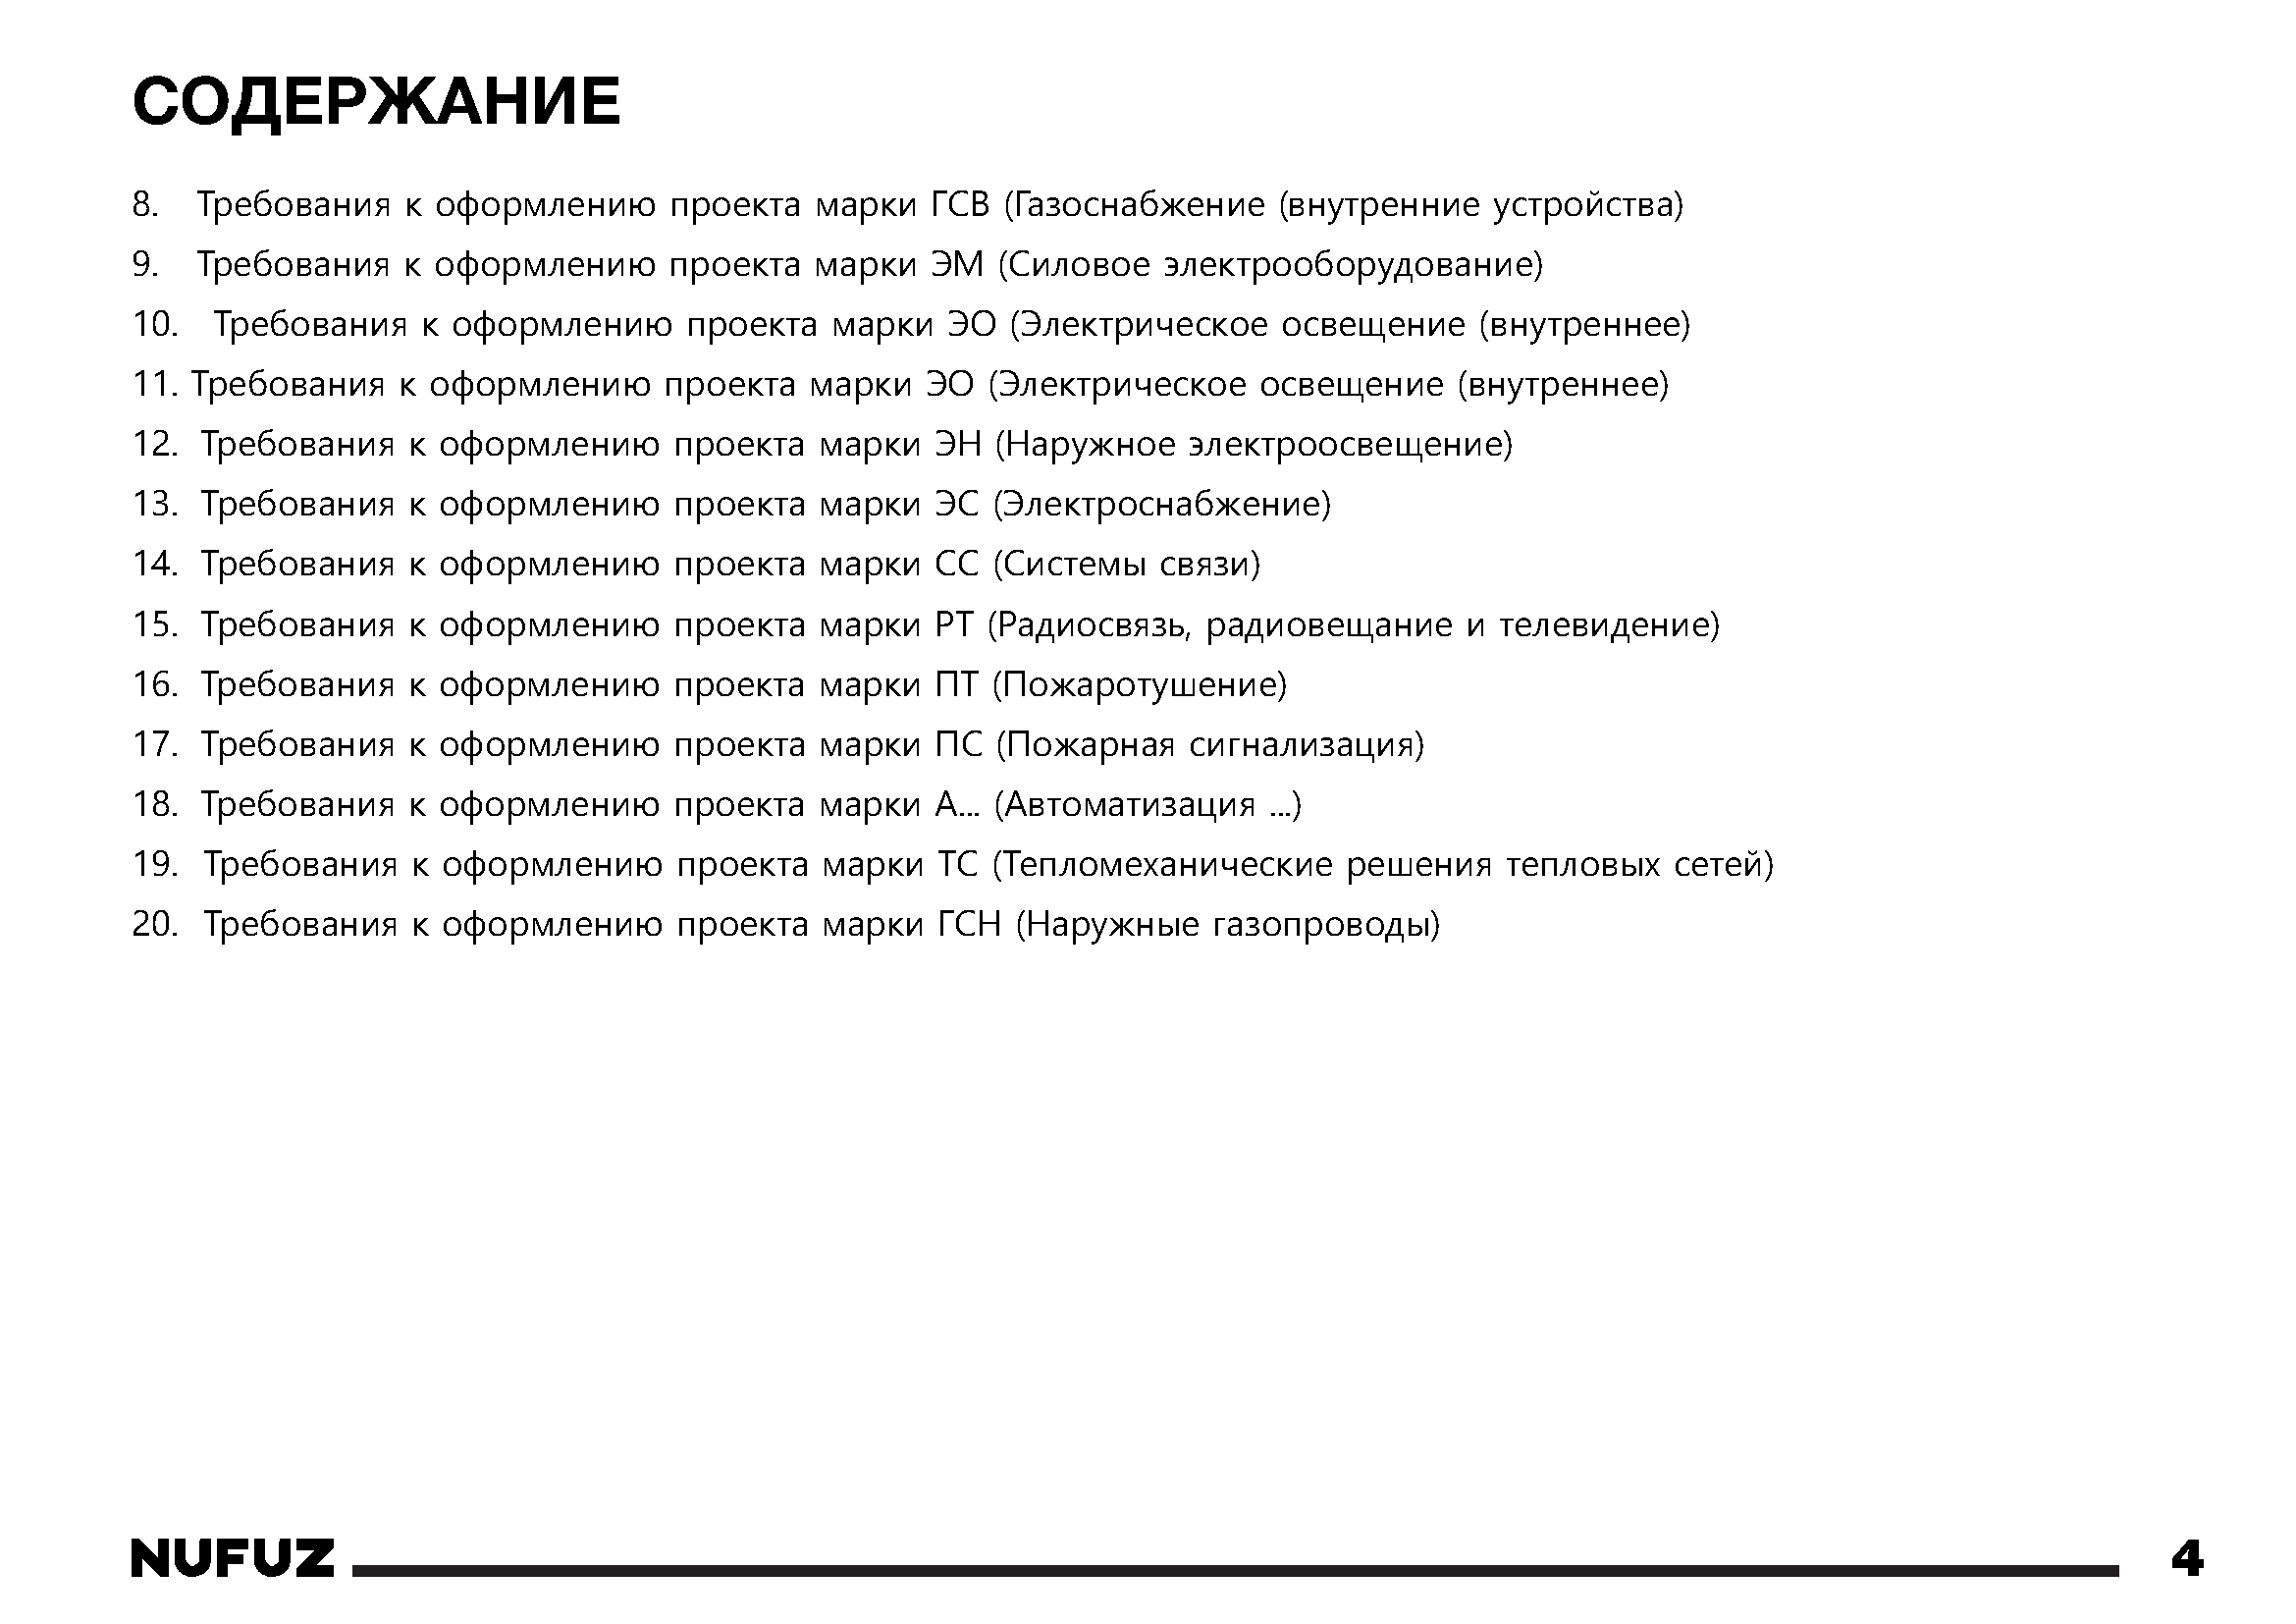 СОДЕРЖАНИЕ
8. Требования к оформлению проекта марки ГСВ (Газоснабжение (внутренние устройства)
9. Требования к оформлению проекта марки ЭМ (Силовое электрооборудование)
10. Требования к оформлению проекта марки ЭО (Электрическое освещение (внутреннее)
11. Требования к оформлению проекта марки ЭО (Электрическое освещение (внутреннее)
12. Требования к оформлению проекта марки ЭН (Наружное электроосвещение)
13. Требования к оформлению проекта марки ЭС (Электроснабжение)
14. Требования к оформлению проекта марки СС (Системы связи)
15. Требования к оформлению проекта марки РТ (Радиосвязь, радиовещание и телевидение)
16. Требования к оформлению проекта марки ПТ (Пожаротушение)
17. Требования к оформлению проекта марки ПС (Пожарная сигнализация)
18. Требования к оформлению проекта марки А... (Автоматизация ...)
19. Требования к оформлению проекта марки ТС (Тепломеханические решения тепловых сетей)
20. Требования к оформлению проекта марки ГСН (Наружные газопроводы)
NUFUZ 4